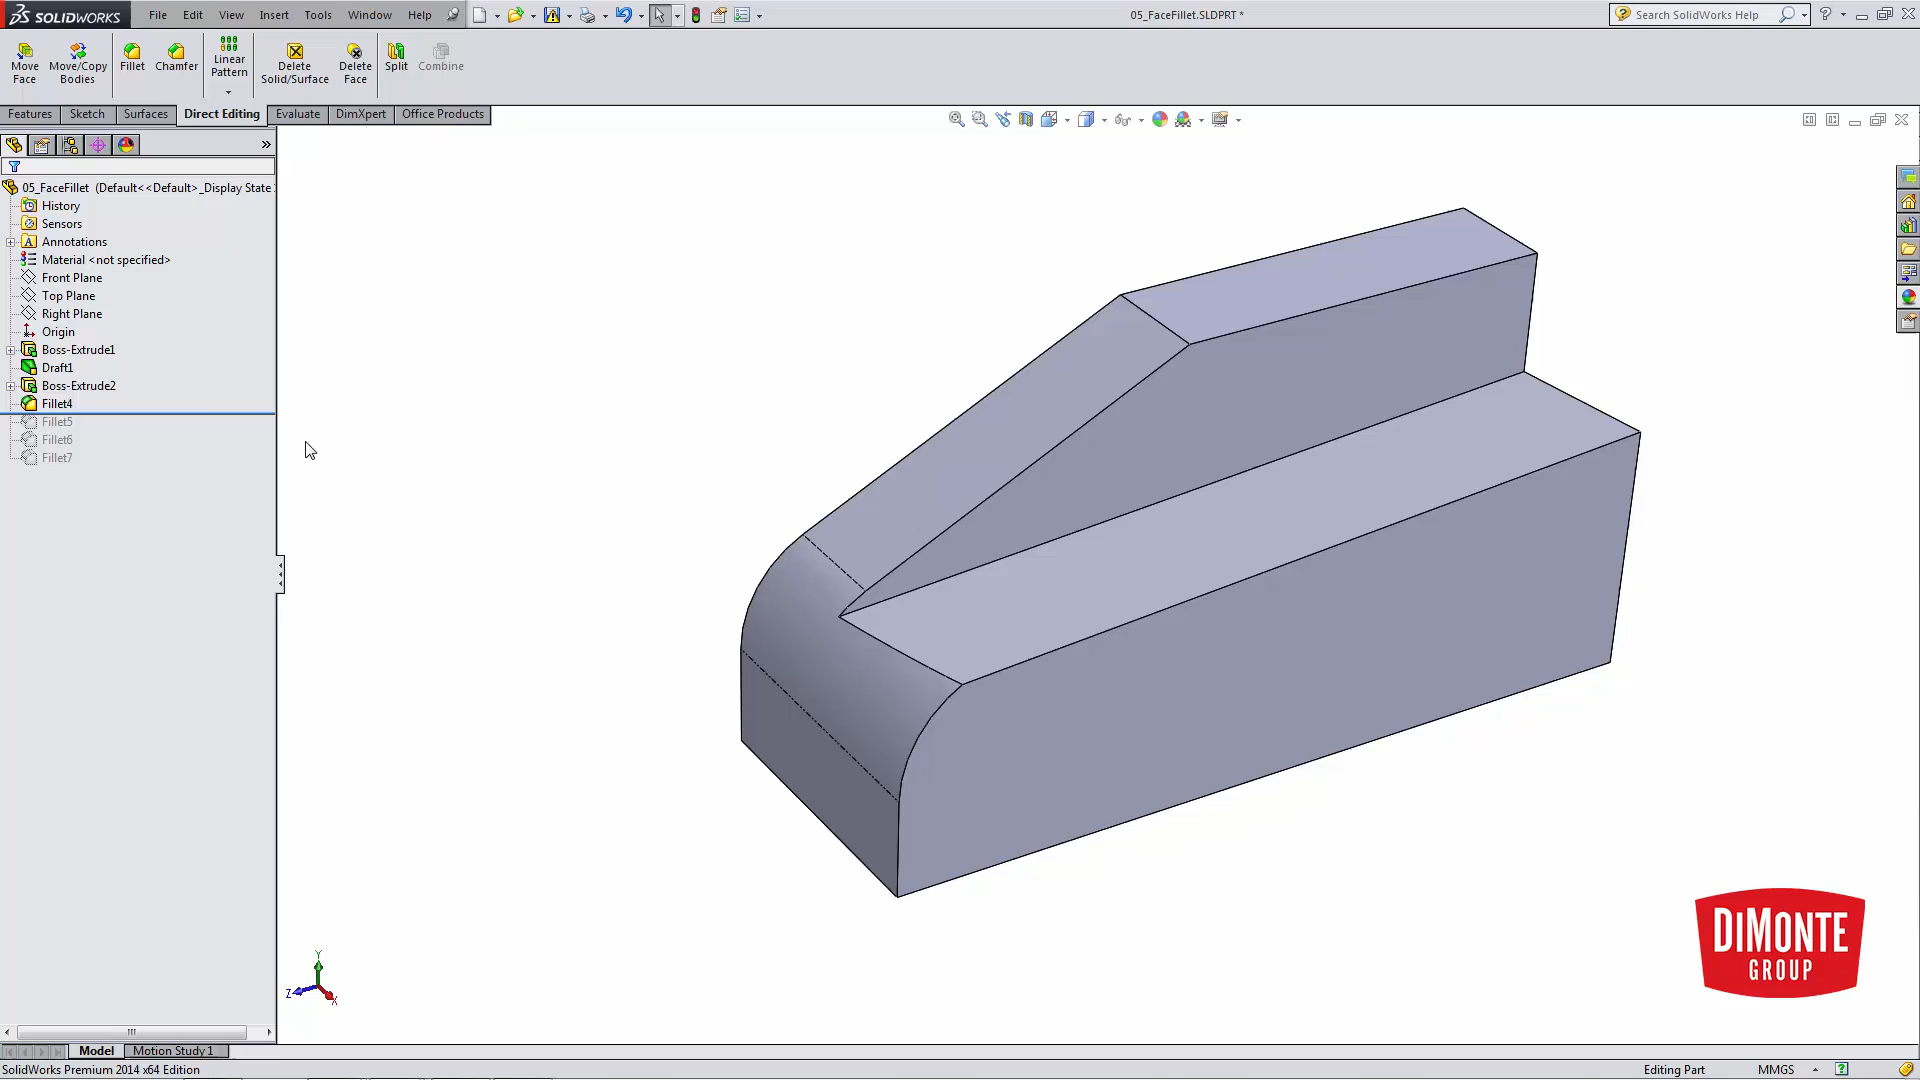 SOLIDWORKS File Edit View Insert Tools Window Help 05_FaceFillet.SLDPRT * Search SolidWorks Help
Move Face Move/Copy Bodies Fillet Chamfer Linear Pattern Delete Solid/Surface Delete Face Split Combine
Features Sketch Surfaces Direct Editing Evaluate DimXpert Office Products
05_FaceFillet (Default<<Default>_Display State
History
Sensors
Annotations
Material <not specified>
Front Plane
Top Plane
Right Plane
Origin
Boss-Extrude1
Draft1
Boss-Extrude2
Fillet4
Fillet5
Fillet6
Fillet7
Y
Z
X
DIMONTE
GROUP
Model Motion Study 1
SolidWorks Premium 2014 x64 Edition Editing Part MMGS